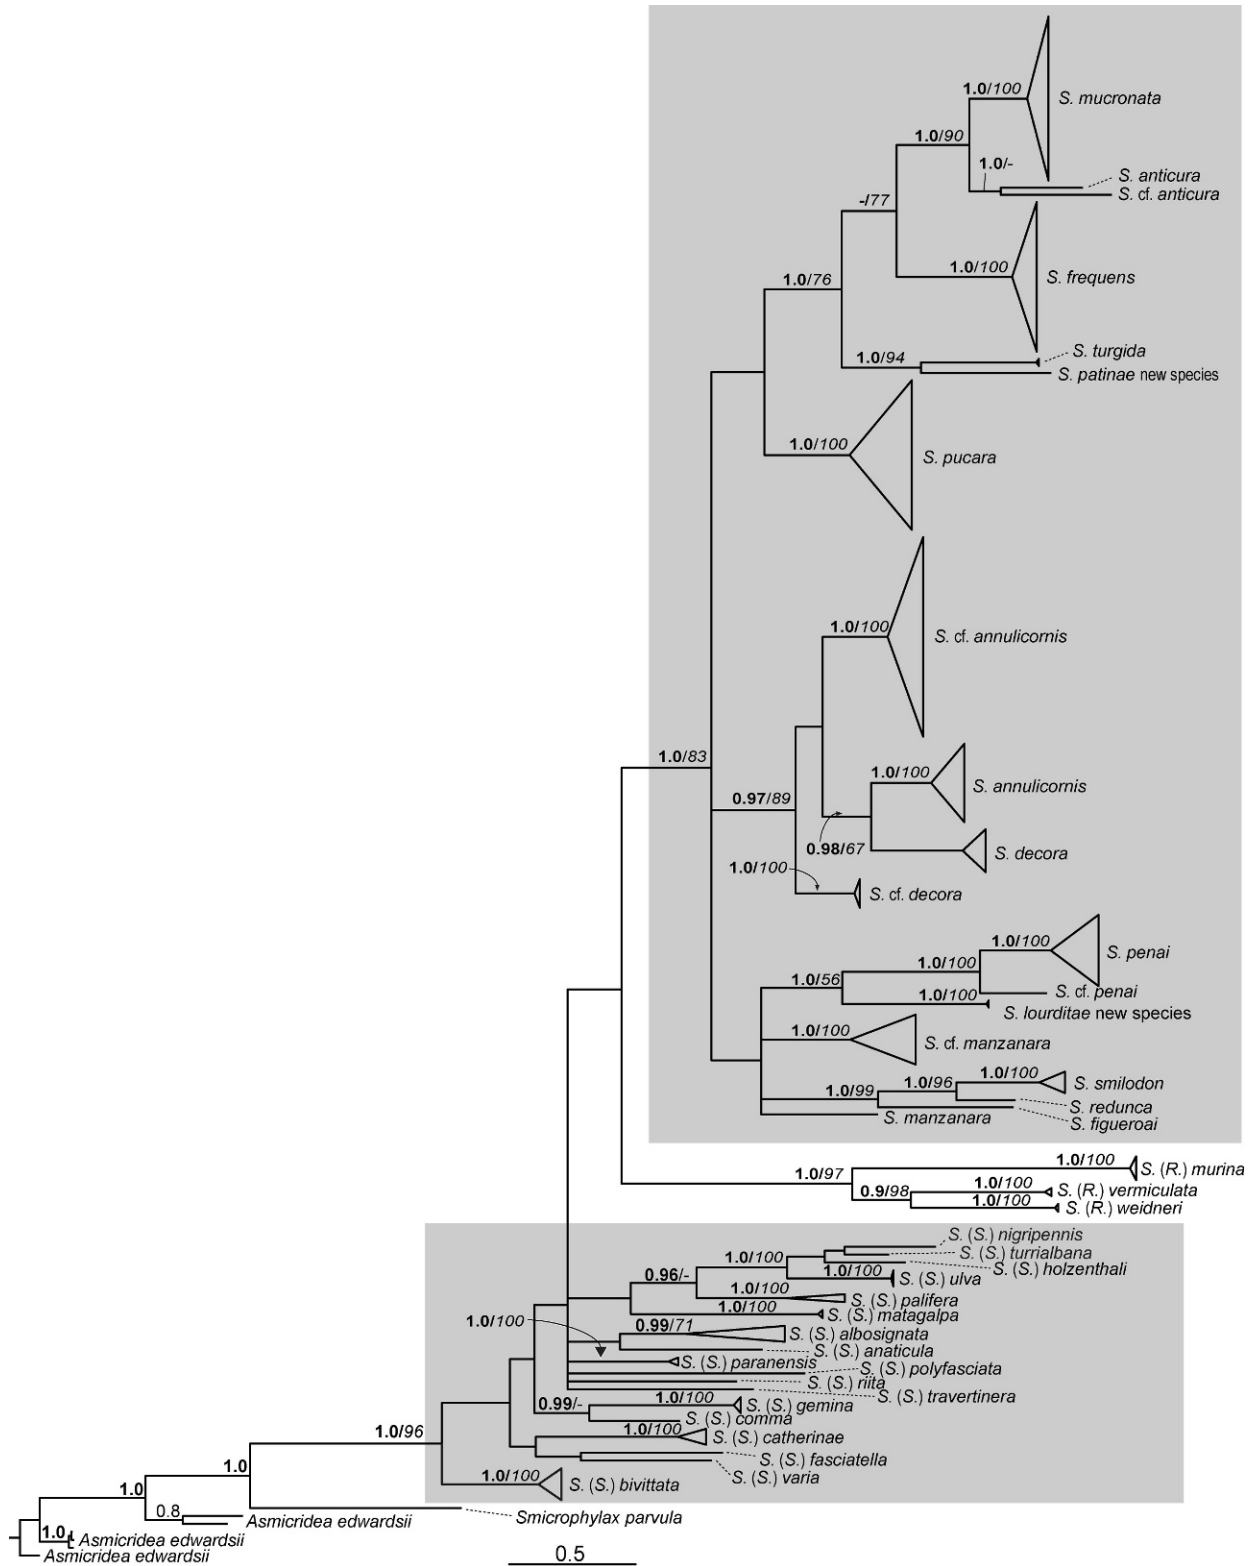 1.0/100
S. mucronata
1.0/90
1.0/-
S. anticura
S. cf. anticura
-/77
1.0/100
S. frequens
1.0/76
1.0/94
S. turgida
S. patinae new species
1.0/100
S. pucara
1.0/100
S. cf. annulicornis
1.0/83
0.97/89
1.0/100
S. annulicornis
0.98/67
S. decora
1.0/100
S. cf. decora
1.0/100
S. penai
1.0/100
1.0/56
S. cf. penai
1.0/100
S. lourditae new species
1.0/100
S. cf. manzanara
1.0/100
S. smilodon
1.0/96
1.0/99
S. redunca
S. manzanara
S. figueroai
1.0/100
S. (R.) murina
1.0/97
1.0/100
S. (R.) vermiculata
0.9/98
1.0/100
S. (R.) weidneri
S. (S.) nigripennis
S. (S.) turrialbana
1.0/100
S. (S.) holzenthali
1.0/100
S. (S.) ulva
0.96/-
1.0/100
S. (S.) palifera
1.0/100
S. (S.) matagalpa
1.0/100
0.99/71
S. (S.) albosignata
S. (S.) anaticula
S. (S.) paranensis
S. (S.) polyfasciata
S. (S.) riita
S. (S.) travertinera
0.99/-
1.0/100
S. (S.) gemina
S. (S.) comma
1.0/100
S. (S.) catherinae
1.0/96
S. (S.) fasciatella
S. (S.) varia
1.0/100
S. (S.) bivittata
1.0
1.0
0.8
Smicrophylax parvula
Asmicridea edwardsii
1.0
Asmicridea edwardsii
Asmicridea edwardsii
0.5